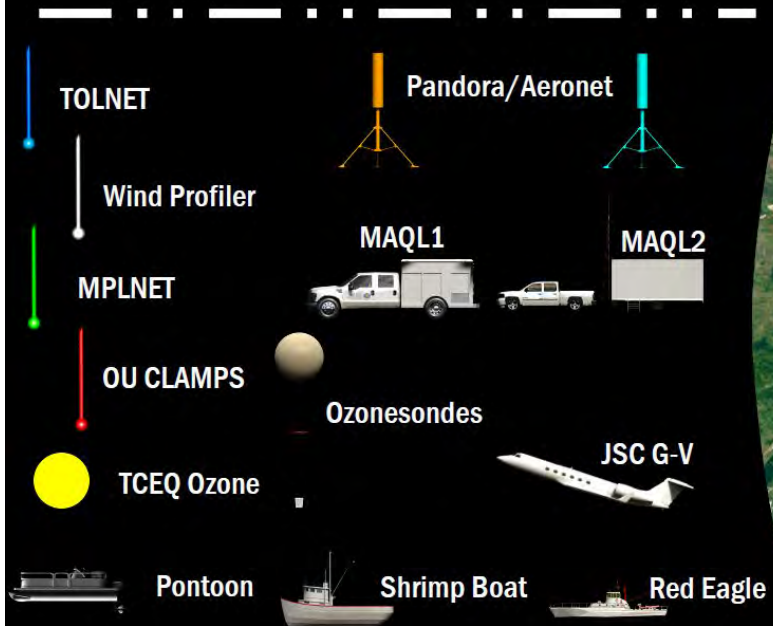 TOLNET
Pandora/Aeronet
Wind Profiler
MAQL1
MAQL2
MPLNET
OU CLAMPS
Ozonesondes
JSC G-V
TCEQ Ozone
Pontoon
Shrimp Boat
Red Eagle